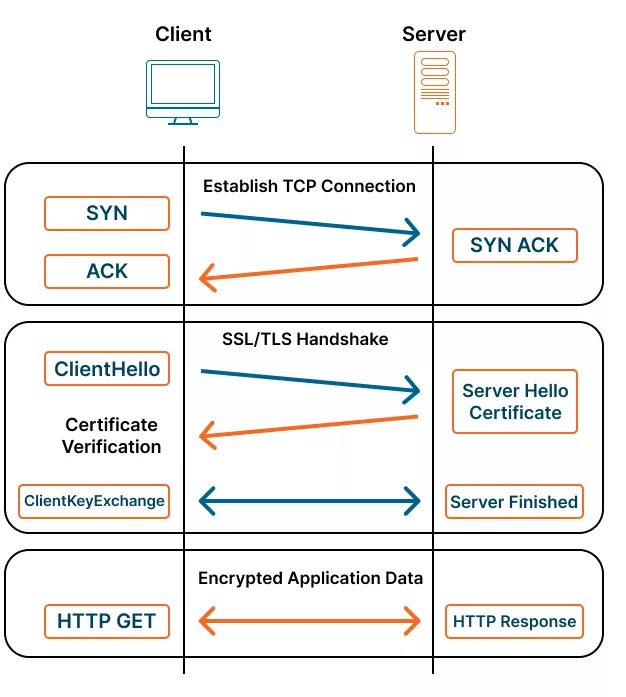 Client
Server
Establish TCP Connection
SYN
SYN ACK
ACK
SSL/TLS Handshake
ClientHello
Server Hello
Certificate
Certificate
Verification
ClientKeyExchange
Server Finished
Encrypted Application Data
HTTP GET
HTTP Response